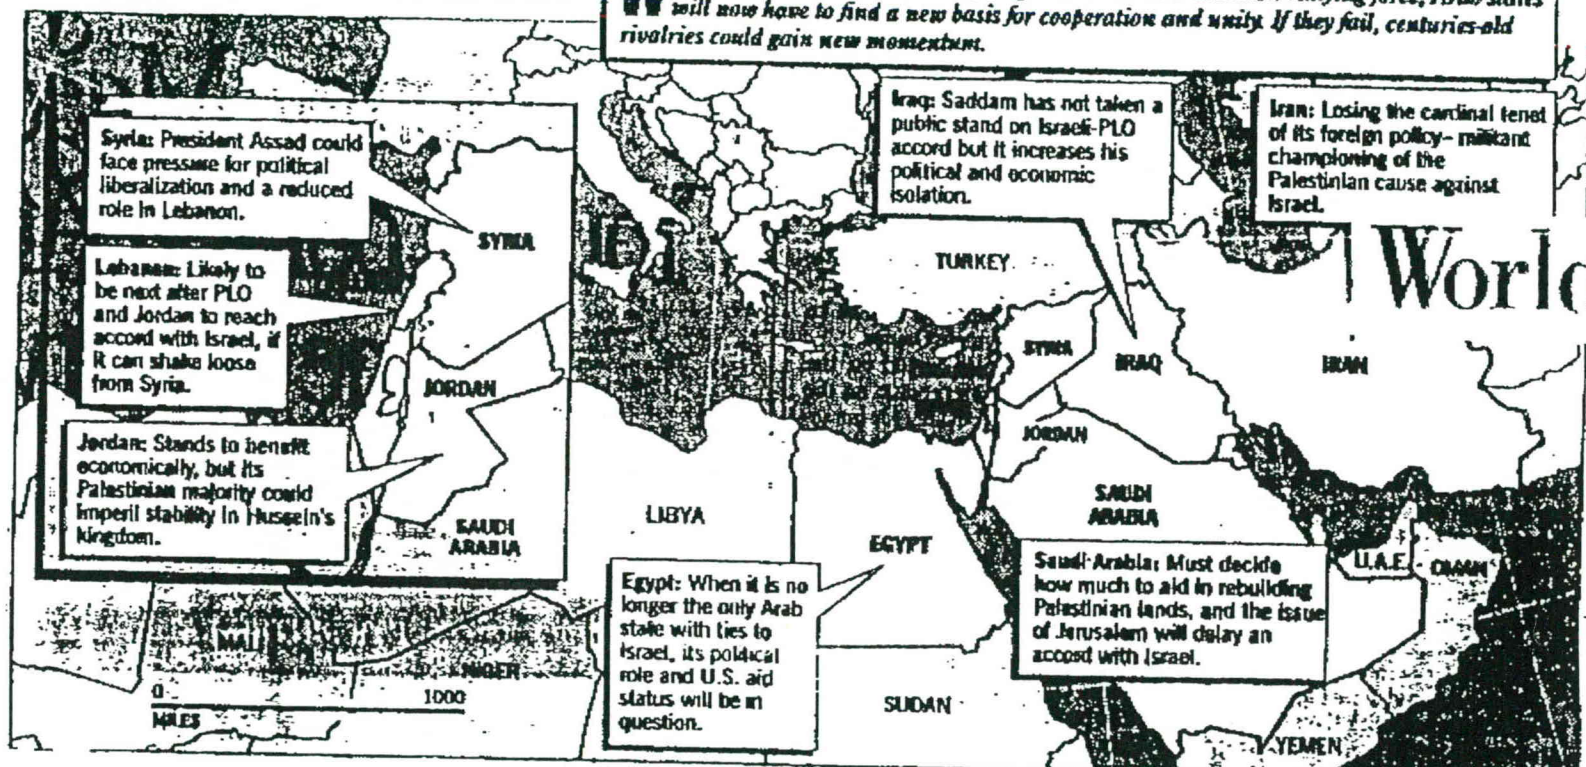 will now have to find a new basis for cooperation and unity. If they fail, centuries-old
rivalries could gain new momentum.
Syria: President Assad could
face pressure for political
liberalization and a reduced
role in Lebanon.
Lebanon: Likely to
be next after PLO
and Jordan to reach
accord with Israel, if
it can shake loose
from Syria.
Jordan: Stands to benefit
economically, but its
Palestinian majority could
imperil stability in Hussein's
kingdom.
SYRIA
JORDAN
SAUDI
ARABIA
Iraq: Saddam has not taken a
public stand on Israeli-PLO
accord but it increases his
political and economic
isolation.
Iran: Losing the cardinal tenet
of its foreign policy- militant
championing of the
Palestinian cause against
Israel.
World
TURKEY
SYRIA
IRAQ
IRAN
JORDAN
SAUDI
ARABIA
LIBYA
EGYPT
U.A.E.
OMAN
Egypt: When it is no
longer the only Arab
state with ties to
Israel, its political
role and U.S. aid
status will be in
question.
Saudi Arabia: Must decide
how much to aid in rebuilding
Palestinian lands, and the issue
of Jerusalem will delay an
accord with Israel.
MALI
NIGER
SUDAN
YEMEN
0 1000
MILES